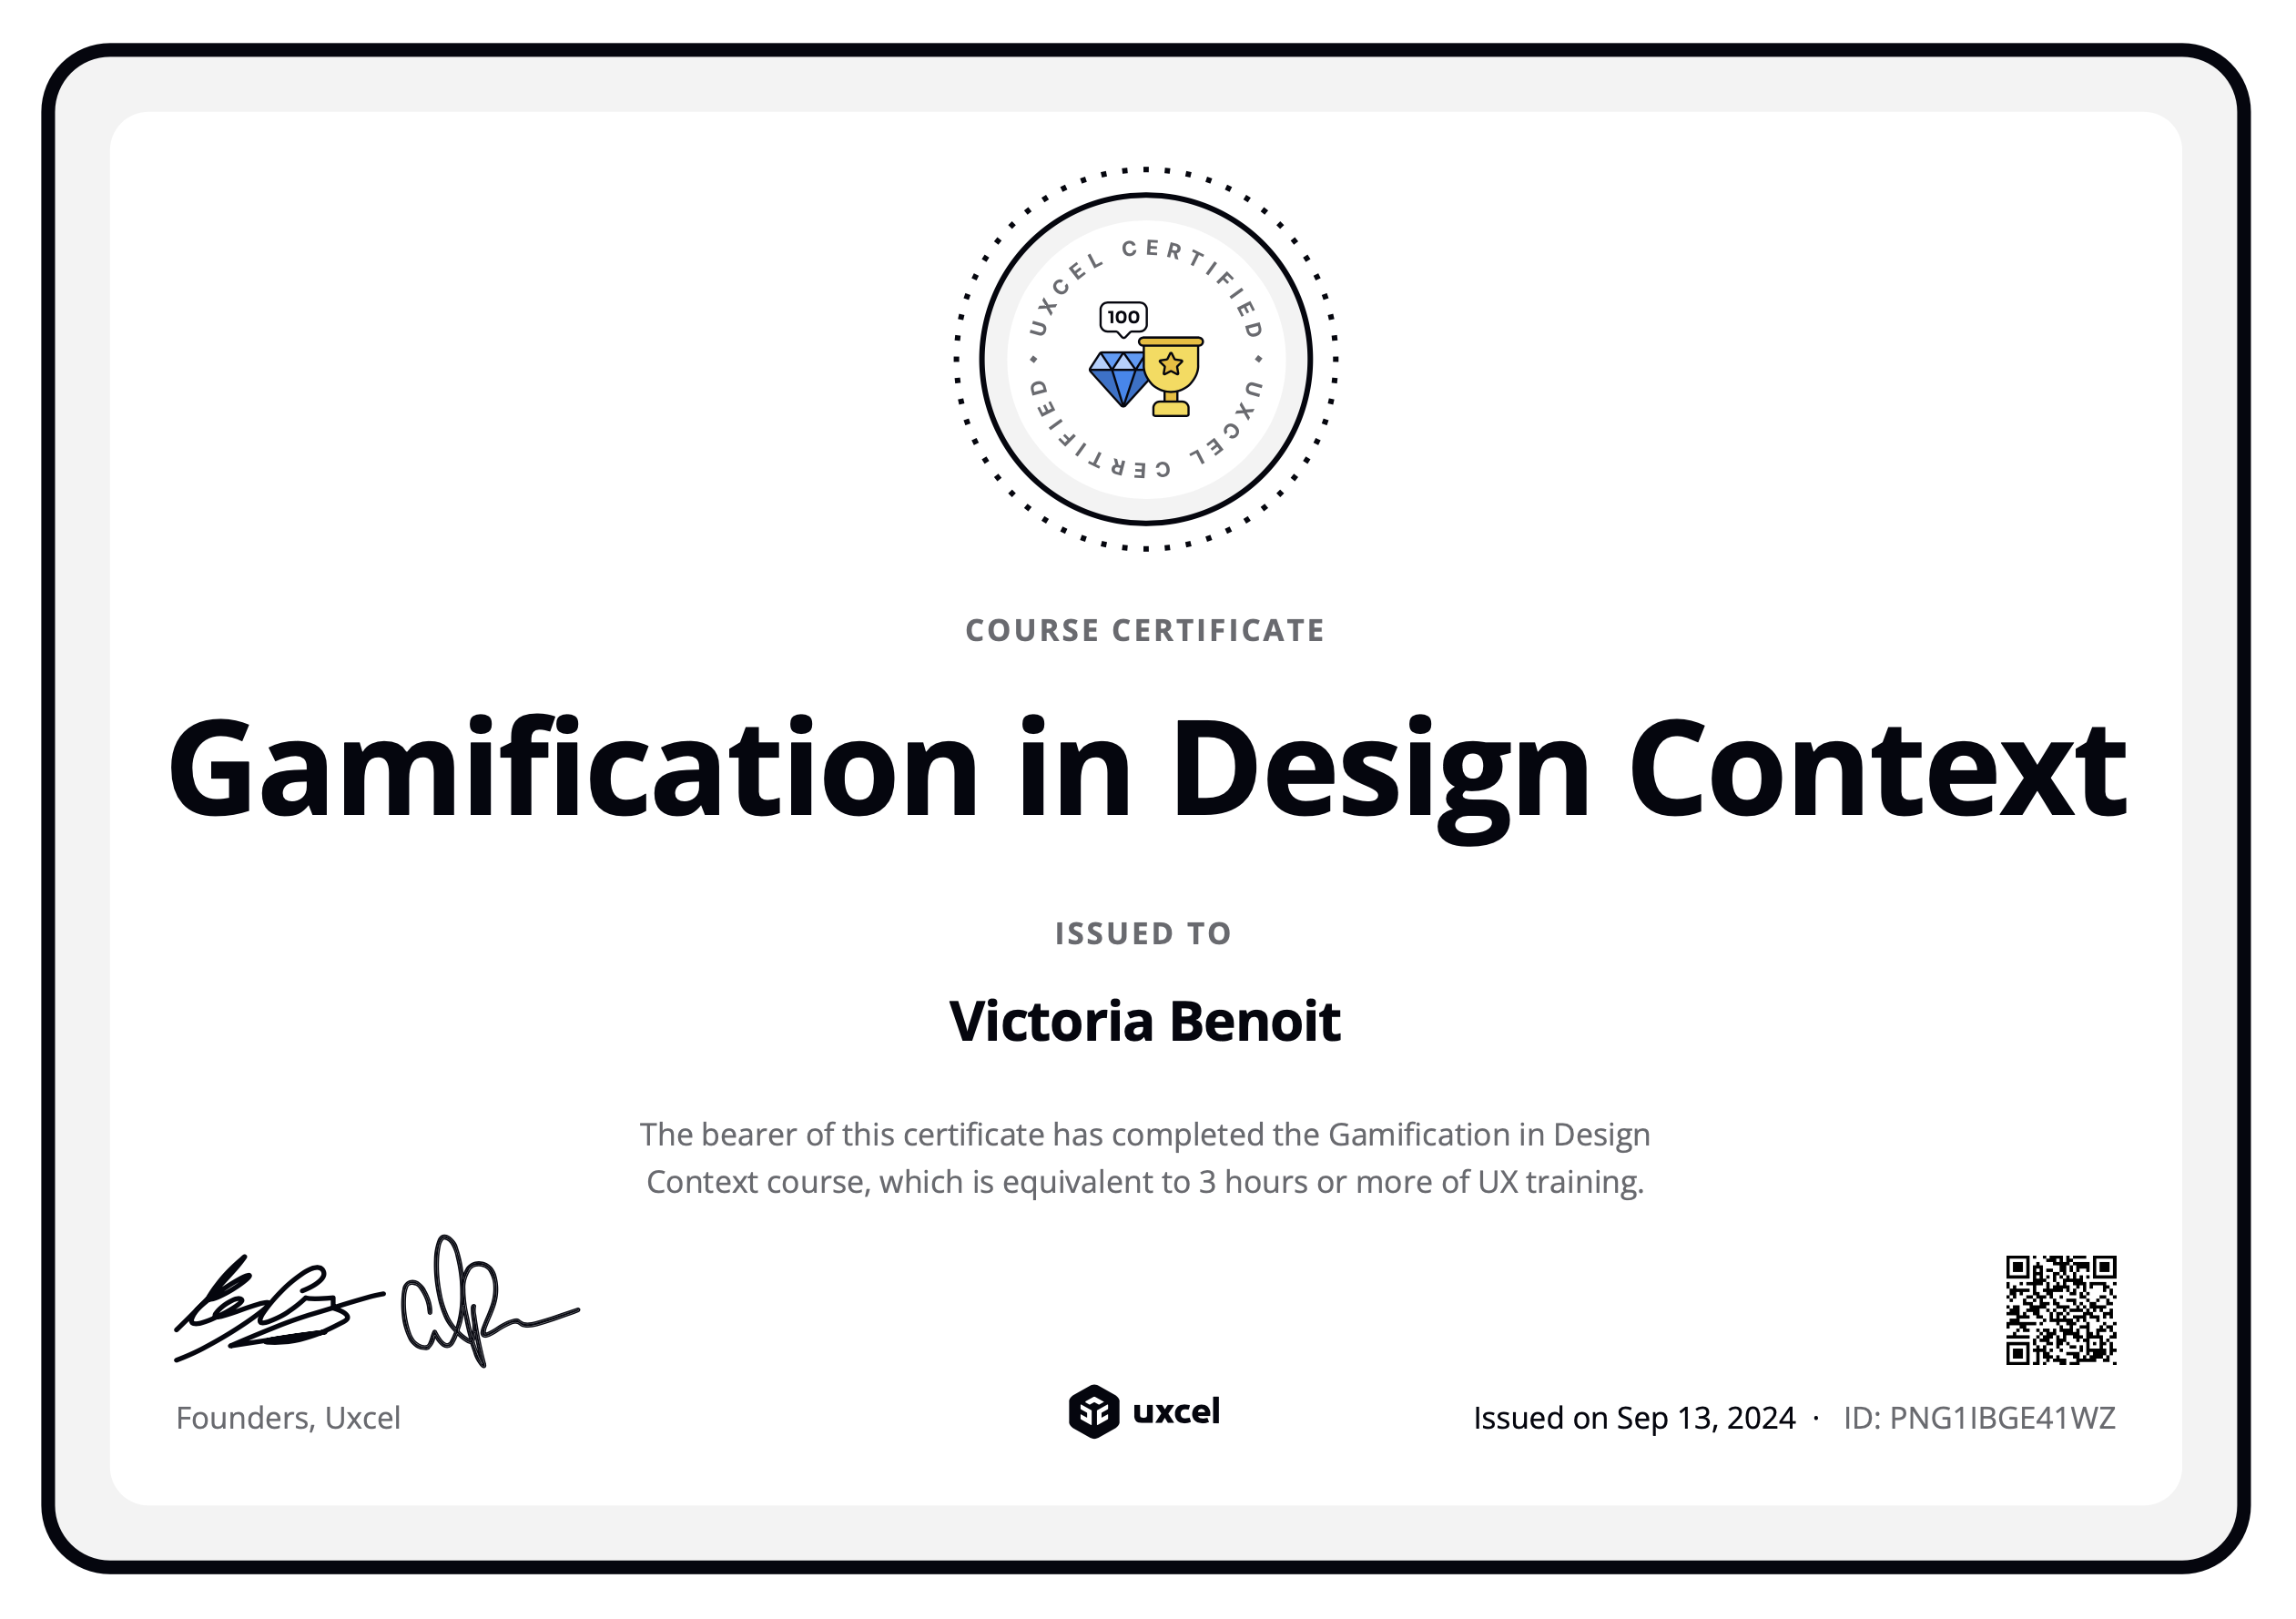 UXCEL CERTIFIED • UXCEL CERTIFIED •
100
COURSE CERTIFICATE
Gamification in Design Context
ISSUED TO
Victoria Benoit
The bearer of this certificate has completed the Gamification in Design
Context course, which is equivalent to 3 hours or more of UX training.
Founders, Uxcel
uxcel
Issued on Sep 13, 2024 · ID: PNG1IBGE41WZ